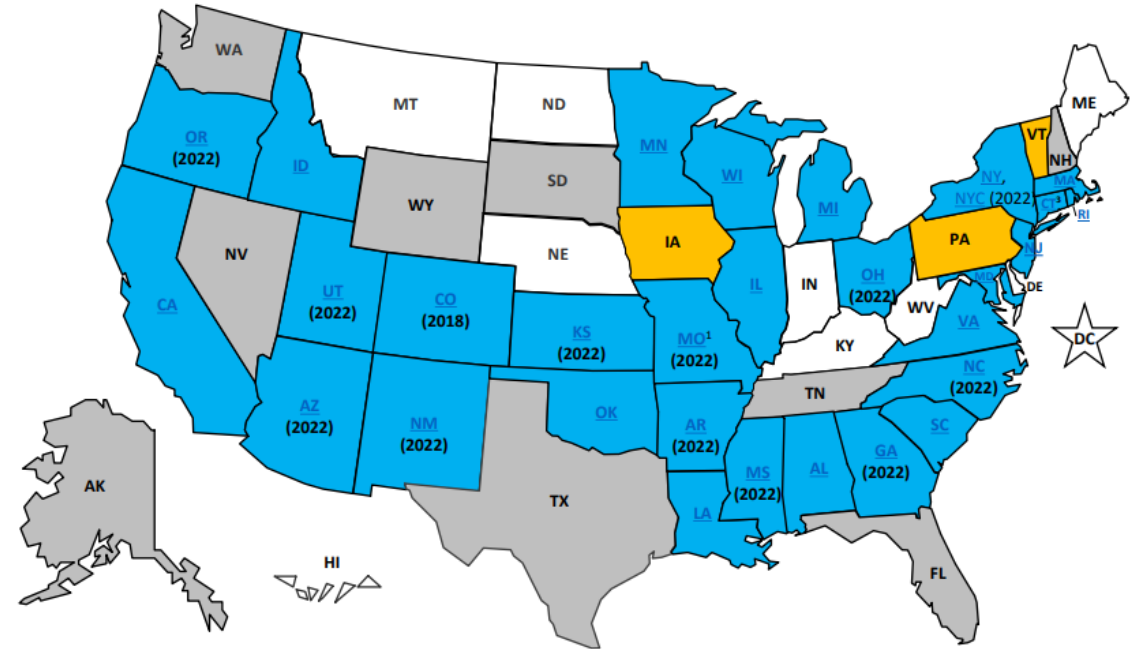 WA
MT
ND
ME
OR
(2022)
ID
MN
VT
NH
SD
WI
NY,
NYC (2022)
MA
CT³
RI
WY
MI
NV
NE
IA
PA
NJ
CA
UT
(2022)
CO
(2018)
IL
IN
OH
(2022)
MD
DE
WV
VA
DC
KS
(2022)
MO¹
(2022)
KY
NC
(2022)
TN
AZ
(2022)
NM
(2022)
OK
AR
(2022)
SC
MS
(2022)
AL
GA
(2022)
AK
TX
LA
HI
FL